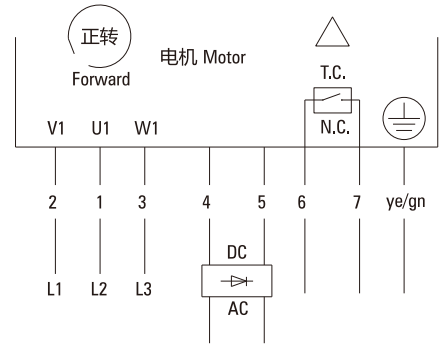 正转
Forward
电机 Motor
T.C.
N.C.
V1 U1 W1
2 1 3 4 5 6 7 ye/gn
DC
L1 L2 L3
AC